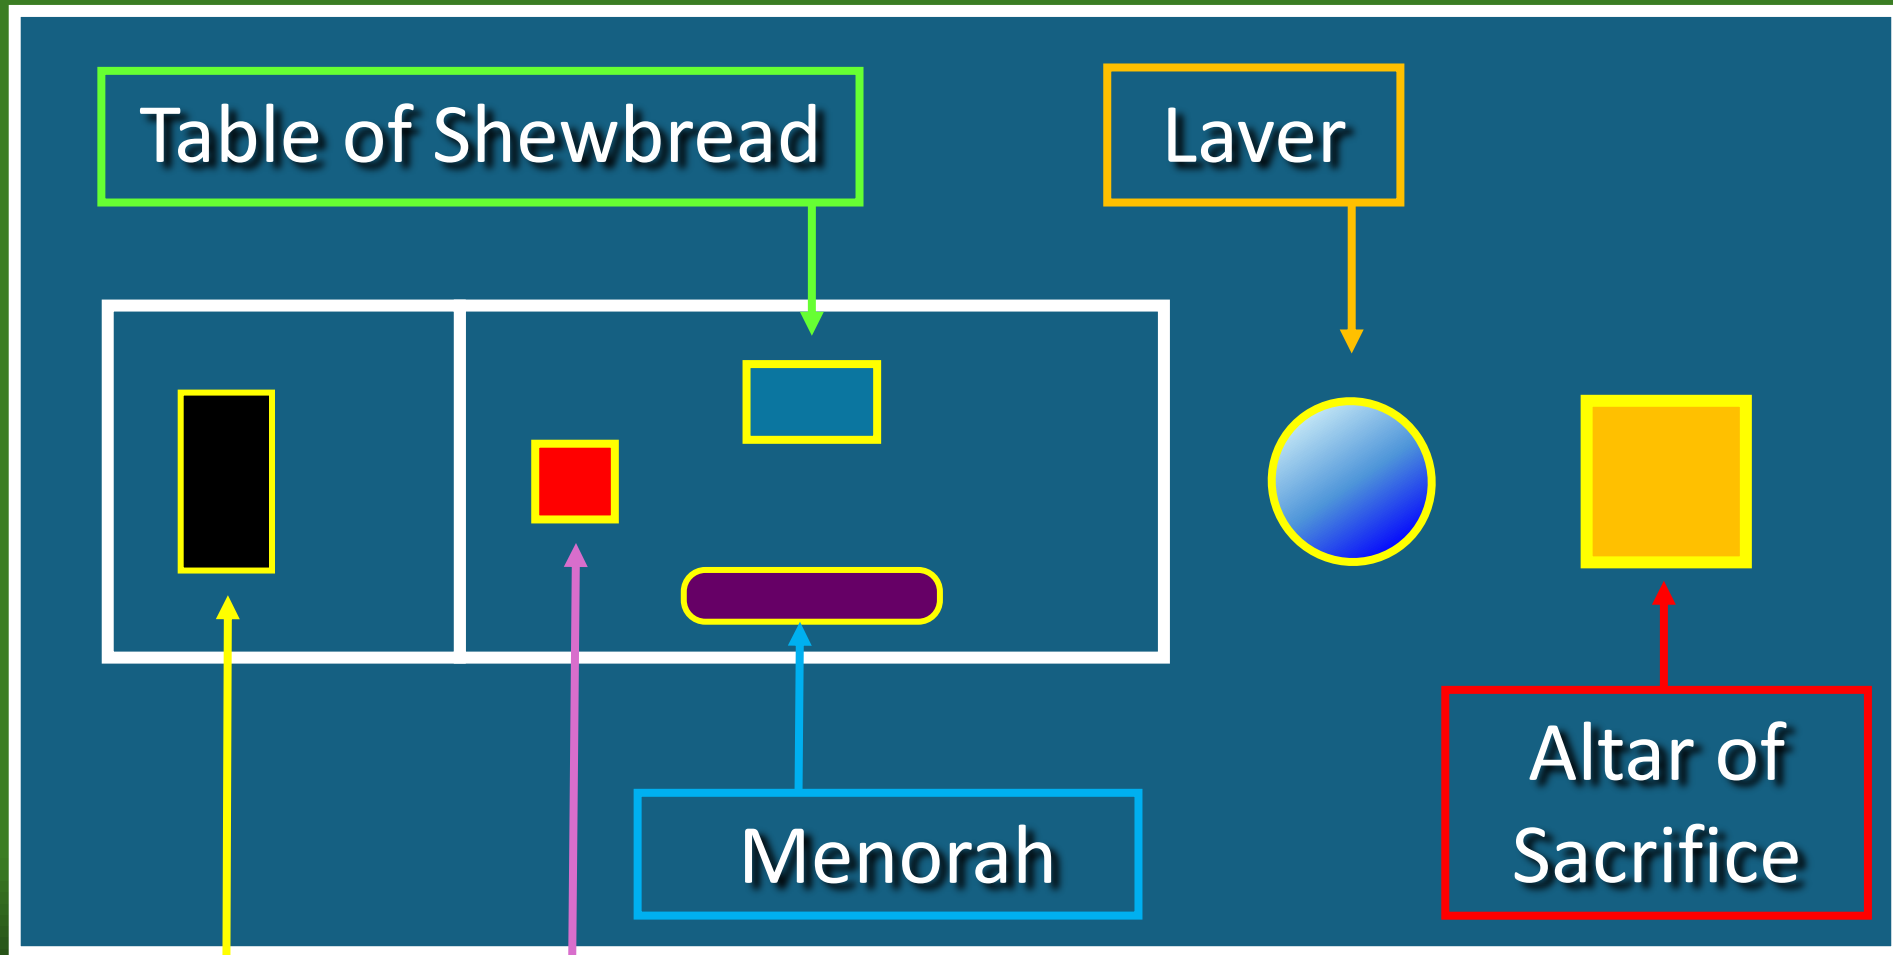 Table of Shewbread
Laver
Menorah
Altar of
Sacrifice